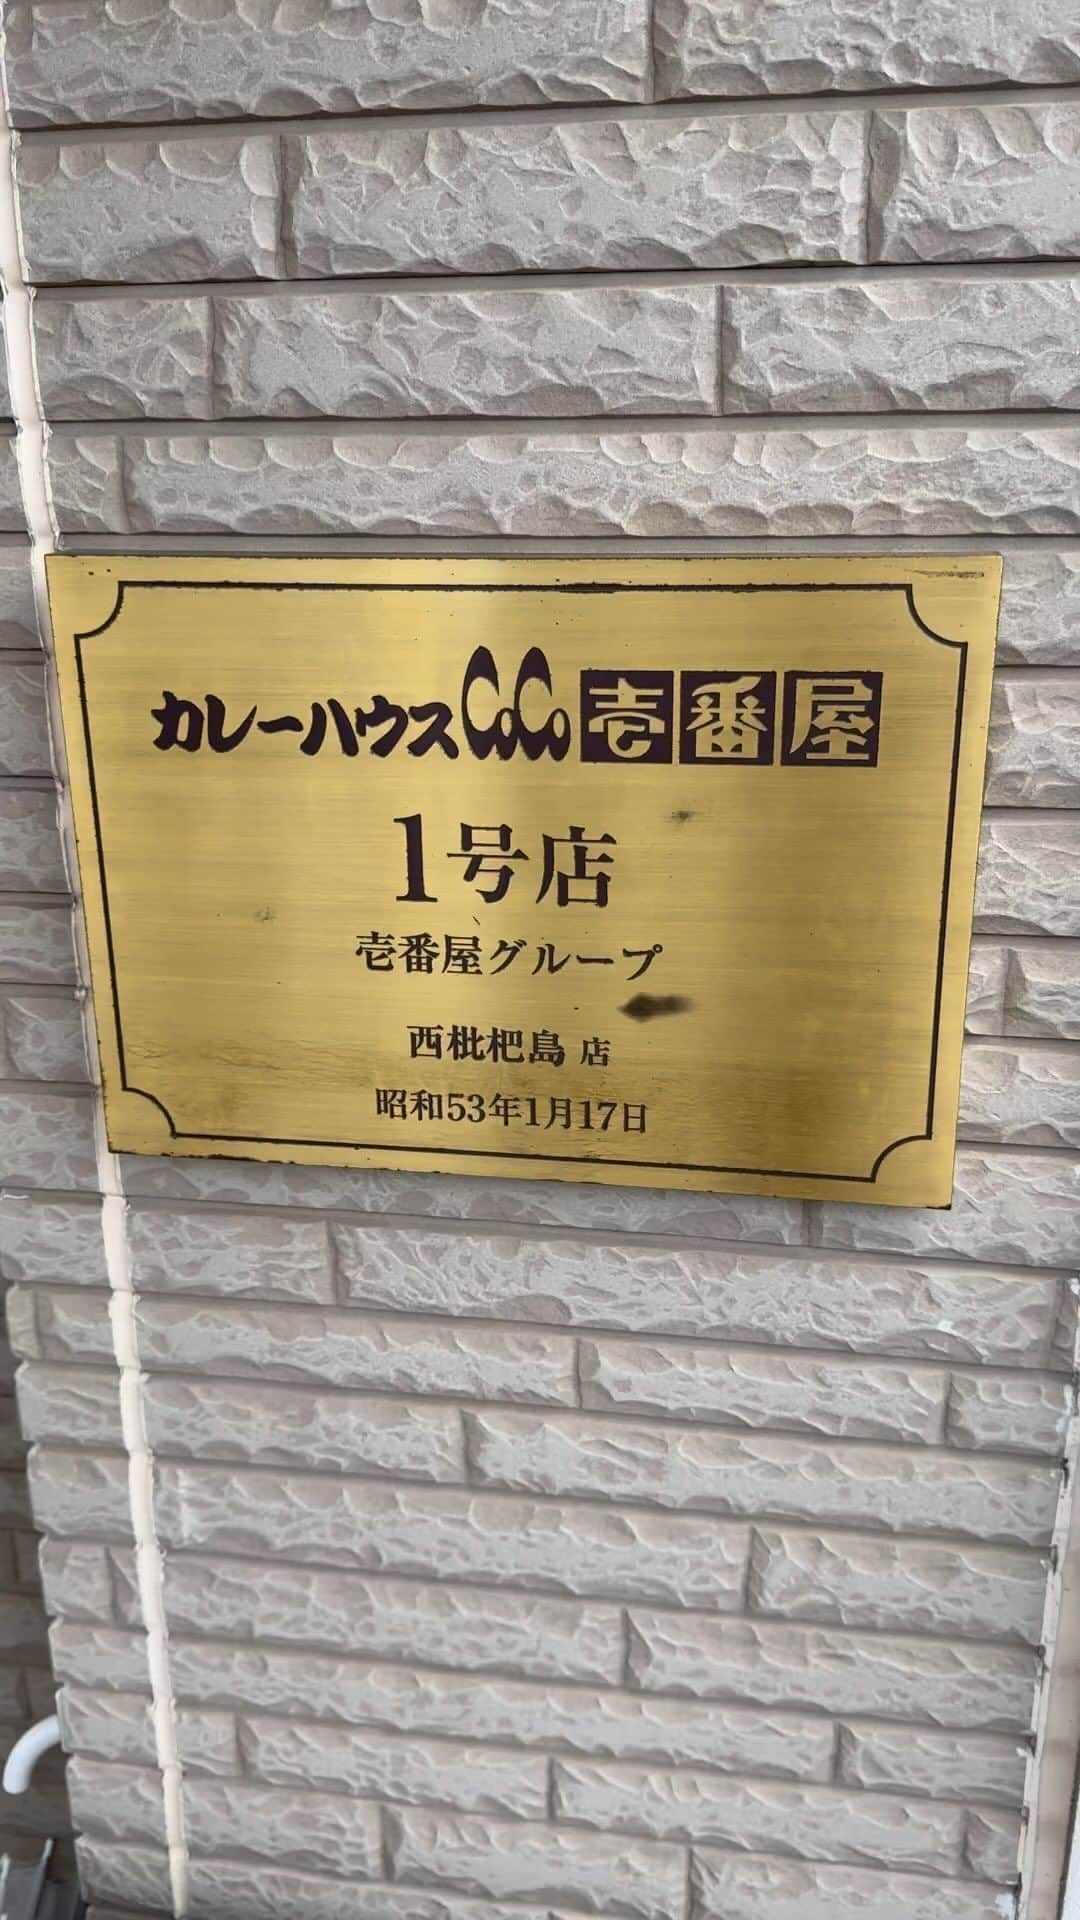 カレーハウスCoCo壱番屋
1号店
壱番屋グループ
西枇杷島 店
昭和53年1月17日